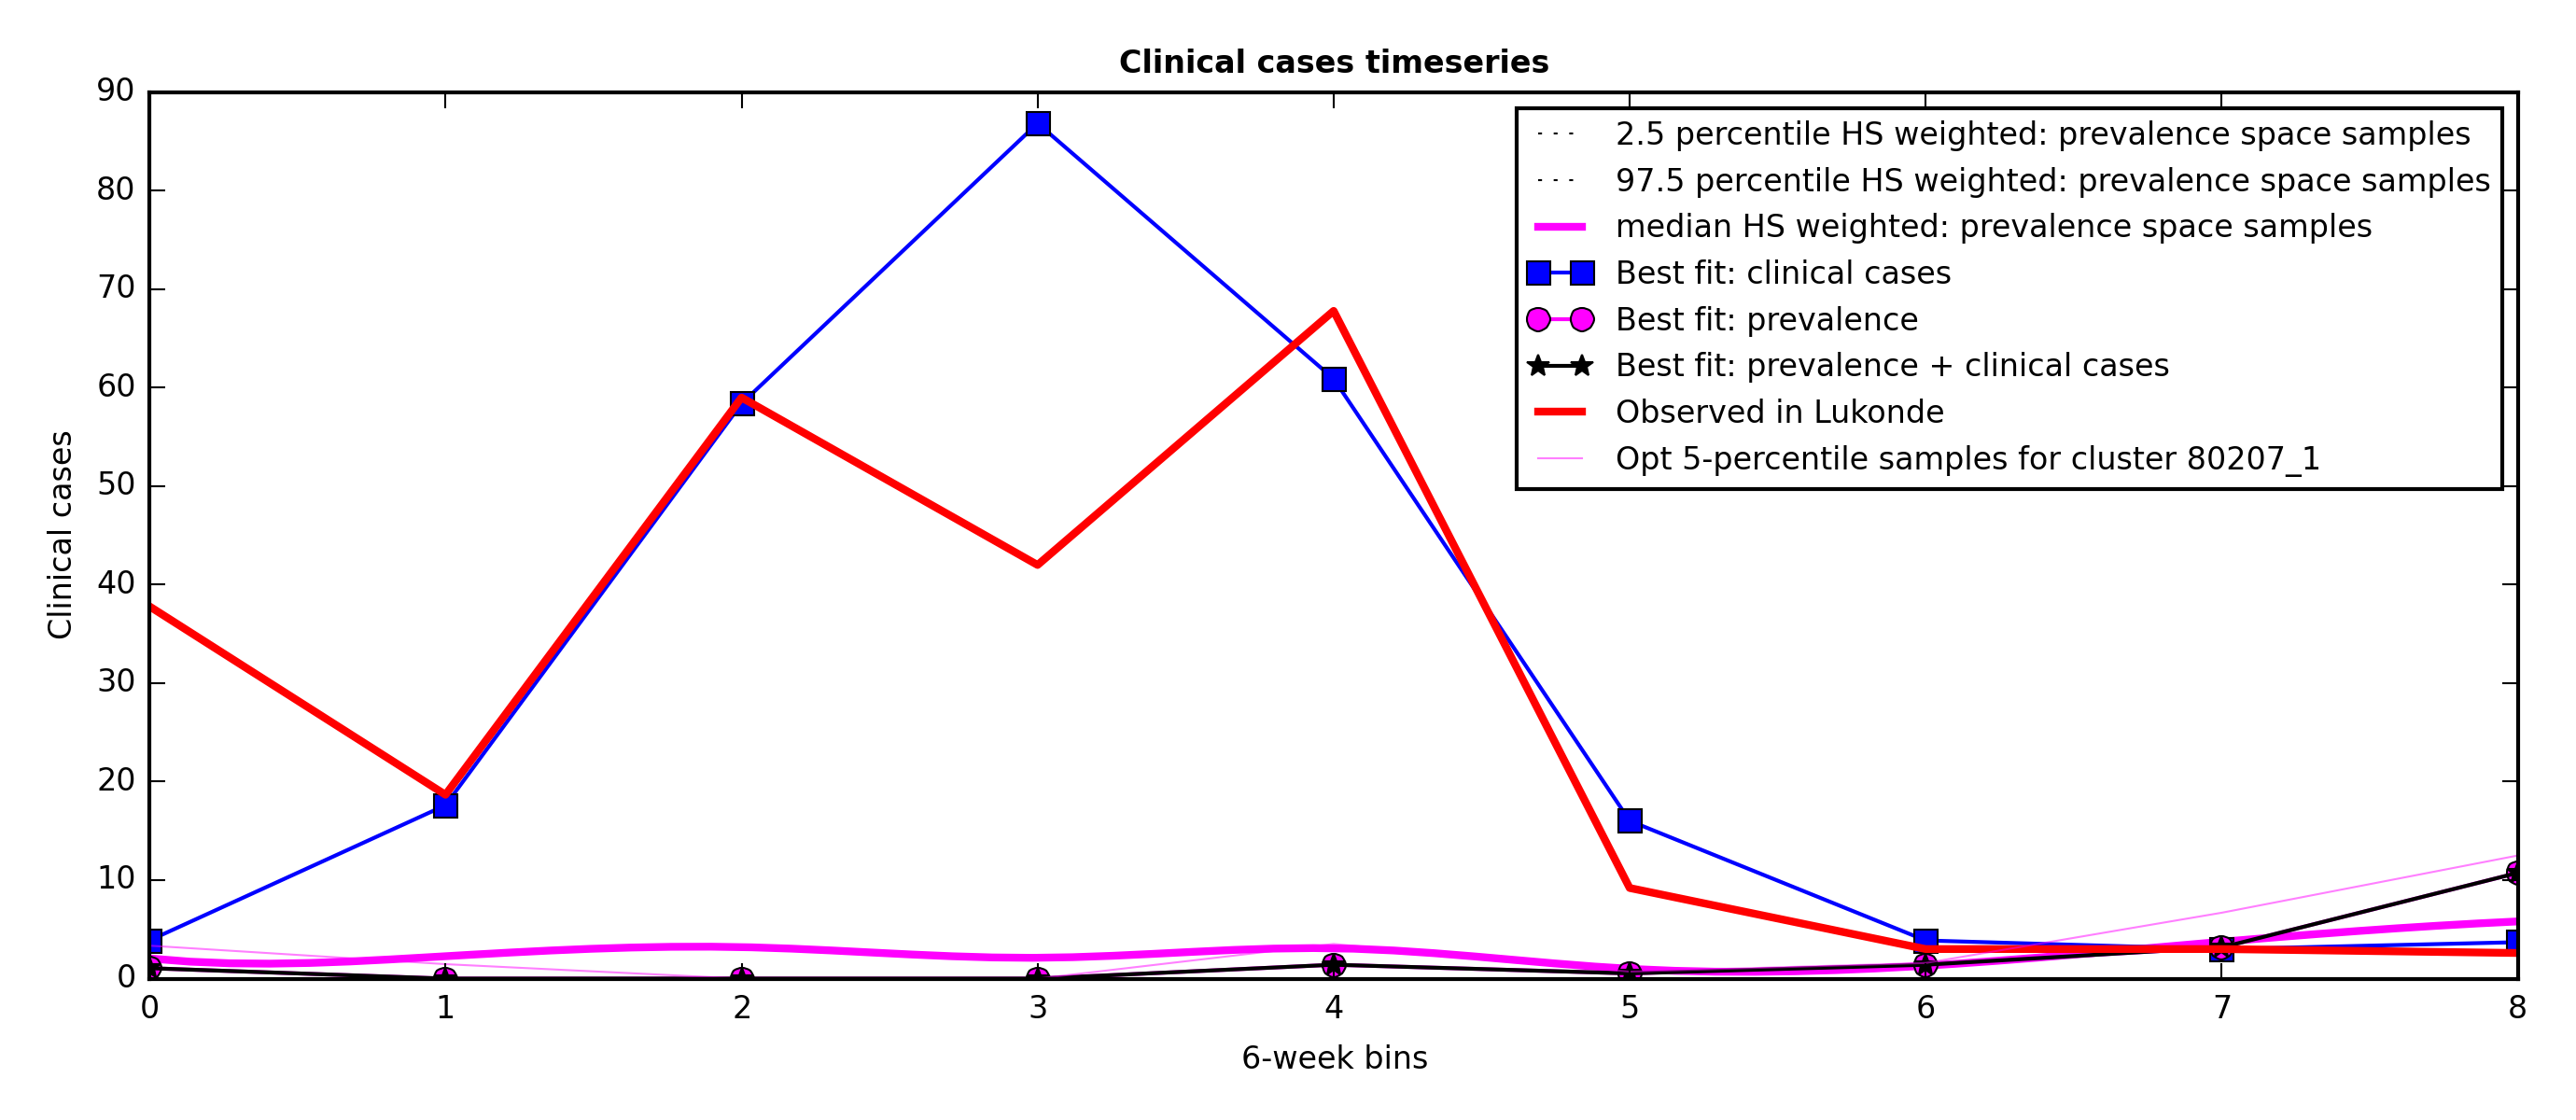 Clinical cases timeseries
90
80
70
60
50
40
30
20
10
0
Clinical cases
2.5 percentile HS weighted: prevalence space samples
97.5 percentile HS weighted: prevalence space samples
median HS weighted: prevalence space samples
Best fit: clinical cases
Best fit: prevalence
Best fit: prevalence + clinical cases
Observed in Lukonde
Opt 5-percentile samples for cluster 80207_1
0 1 2 3 4 5 6 7 8
6-week bins